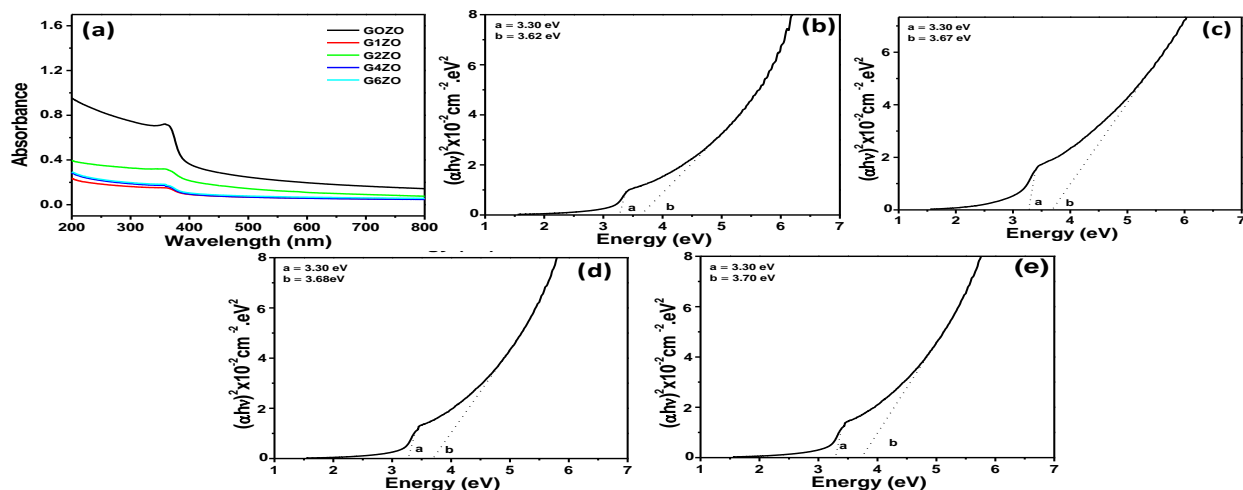 (a)
GOZO
G1ZO
G2ZO
G4ZO
G6ZO
1.6
1.2
0.8
0.4
0.0
Absorbance
200 300 400 500 600 700 800
Wavelength (nm)
(b)
a = 3.30 eV
b = 3.62 eV
8
6
4
2
0
(αhν)²x10⁻²cm⁻².eV²
a b
1 2 3 4 5 6 7
Energy (eV)
(c)
a = 3.30 eV
b = 3.67 eV
6
4
2
0
(αhν)²x10⁻²cm⁻².eV²
a b
1 2 3 4 5 6 7
Energy (eV)
(d)
a = 3.30 eV
b = 3.68eV
8
6
4
2
0
(αhν)²x10⁻²cm⁻².eV²
a b
1 2 3 4 5 6 7
Energy (eV)
(e)
a = 3.30 eV
b = 3.70 eV
8
6
4
2
0
(αhν)²x10⁻²cm⁻².eV²
a b
1 2 3 4 5 6 7
Energy (eV)